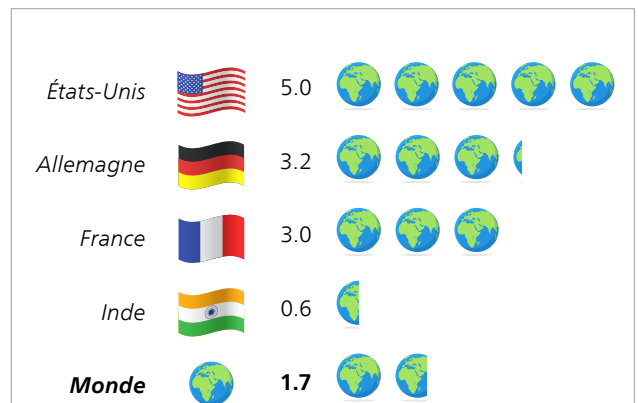 États-Unis 5.0
Allemagne 3.2
France 3.0
Inde 0.6
Monde 1.7